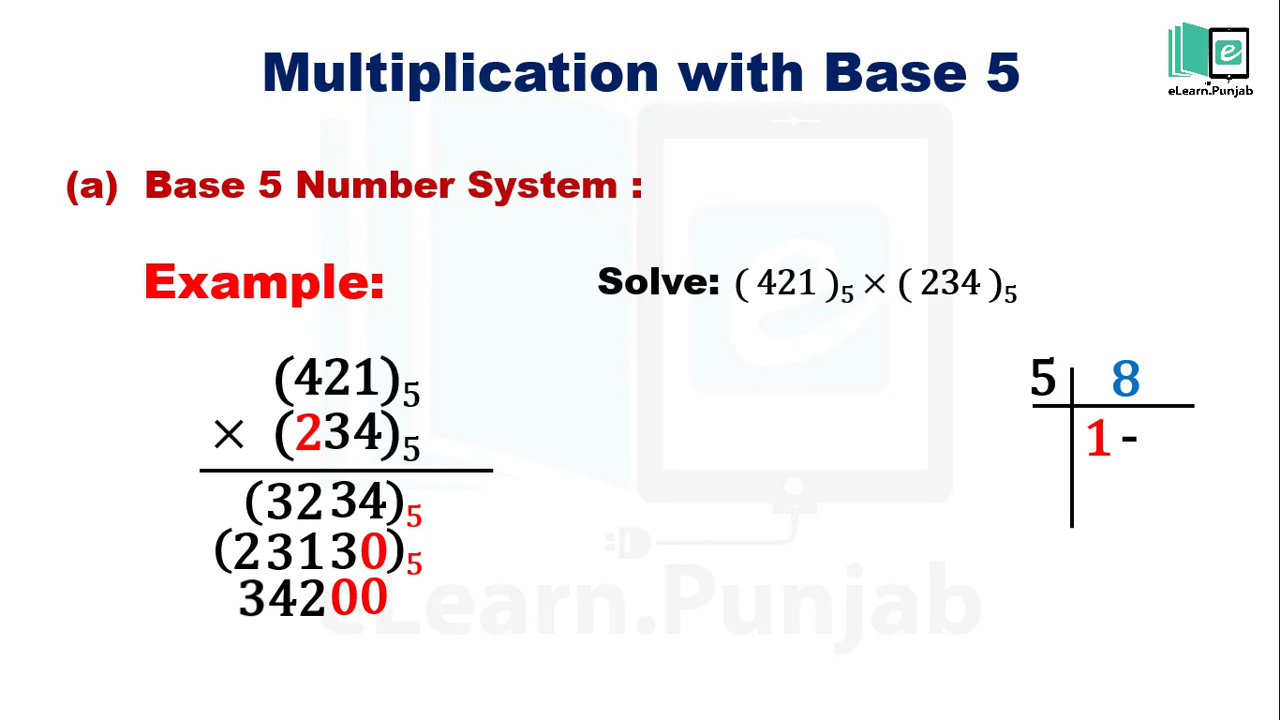 Multiplication with Base 5
eLearn.Punjab
(a) Base 5 Number System :
Example:
Solve: ( 421 )₅ × ( 234 )₅
(421)₅
× (234)₅
(3234)₅
(23130)₅
34200
5 | 8
1 -
eLearn.Punjab